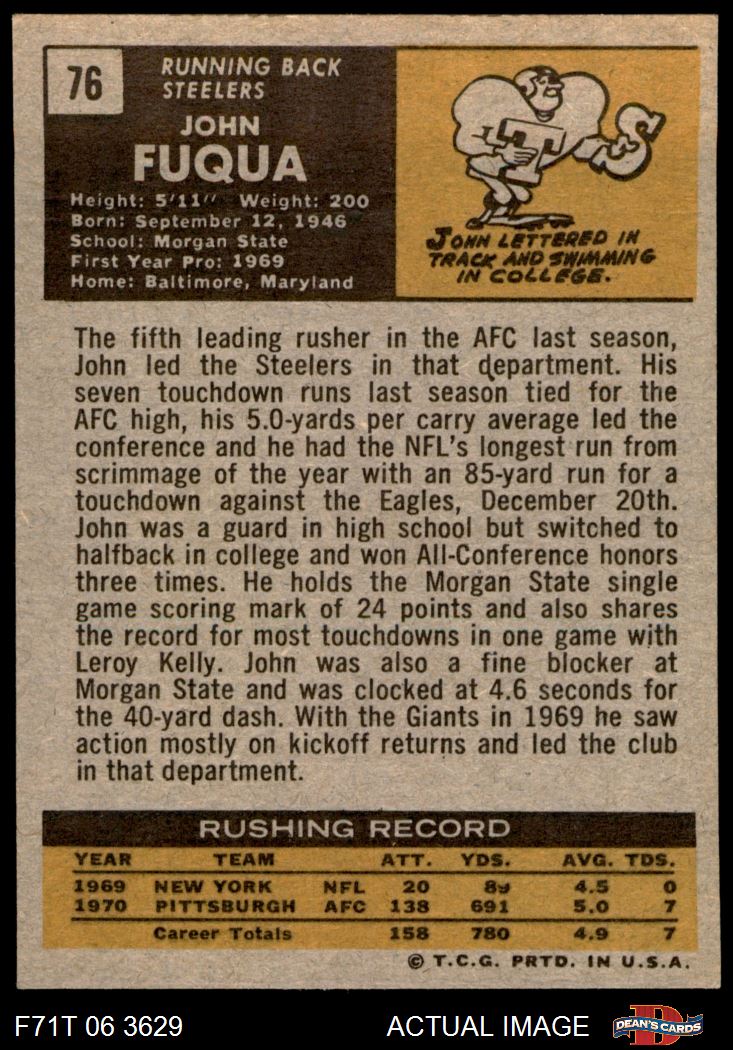 76
RUNNING BACK
STEELERS
JOHN
FUQUA
Height: 5'11" Weight: 200
Born: September 12, 1946
School: Morgan State
First Year Pro: 1969
Home: Baltimore, Maryland
T S
JOHN LETTERED IN
TRACK AND SWIMMING
IN COLLEGE.
The fifth leading rusher in the AFC last season,
John led the Steelers in that department. His
seven touchdown runs last season tied for the
AFC high, his 5.0-yards per carry average led the
conference and he had the NFL's longest run from
scrimmage of the year with an 85-yard run for a
touchdown against the Eagles, December 20th.
John was a guard in high school but switched to
halfback in college and won All-Conference honors
three times. He holds the Morgan State single
game scoring mark of 24 points and also shares
the record for most touchdowns in one game with
Leroy Kelly. John was also a fine blocker at
Morgan State and was clocked at 4.6 seconds for
the 40-yard dash. With the Giants in 1969 he saw
action mostly on kickoff returns and led the club
in that department.
RUSHING RECORD
YEAR TEAM ATT. YDS. AVG. TDS.
1969 NEW YORK NFL 20 89 4.5 0
1970 PITTSBURGH AFC 138 691 5.0 7
Career Totals 158 780 4.9 7
© T.C.G. PRTD. IN U.S.A.
F71T 06 3629 ACTUAL IMAGE D DEAN'S CARDS